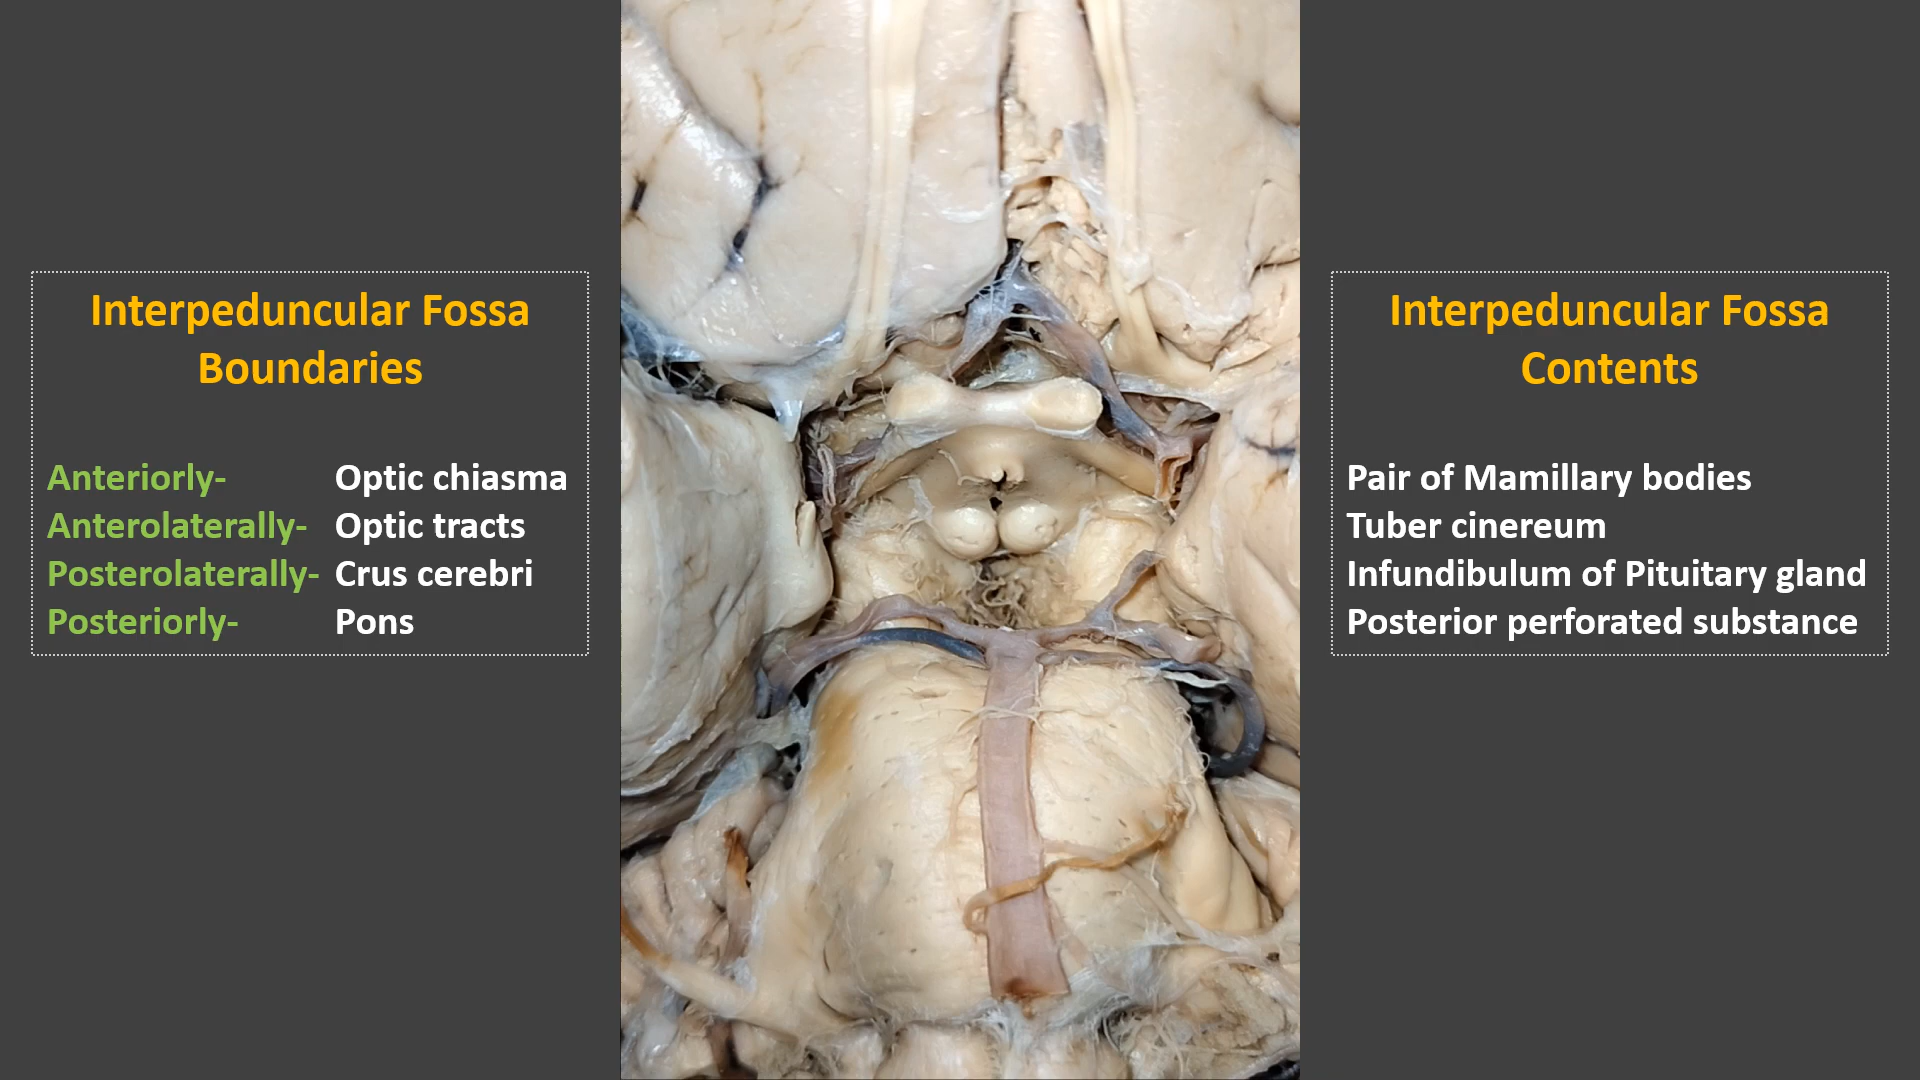 Interpeduncular Fossa
Boundaries
Anteriorly- Optic chiasma
Anterolaterally- Optic tracts
Posterolaterally- Crus cerebri
Posteriorly- Pons
Interpeduncular Fossa
Contents
Pair of Mamillary bodies
Tuber cinereum
Infundibulum of Pituitary gland
Posterior perforated substance